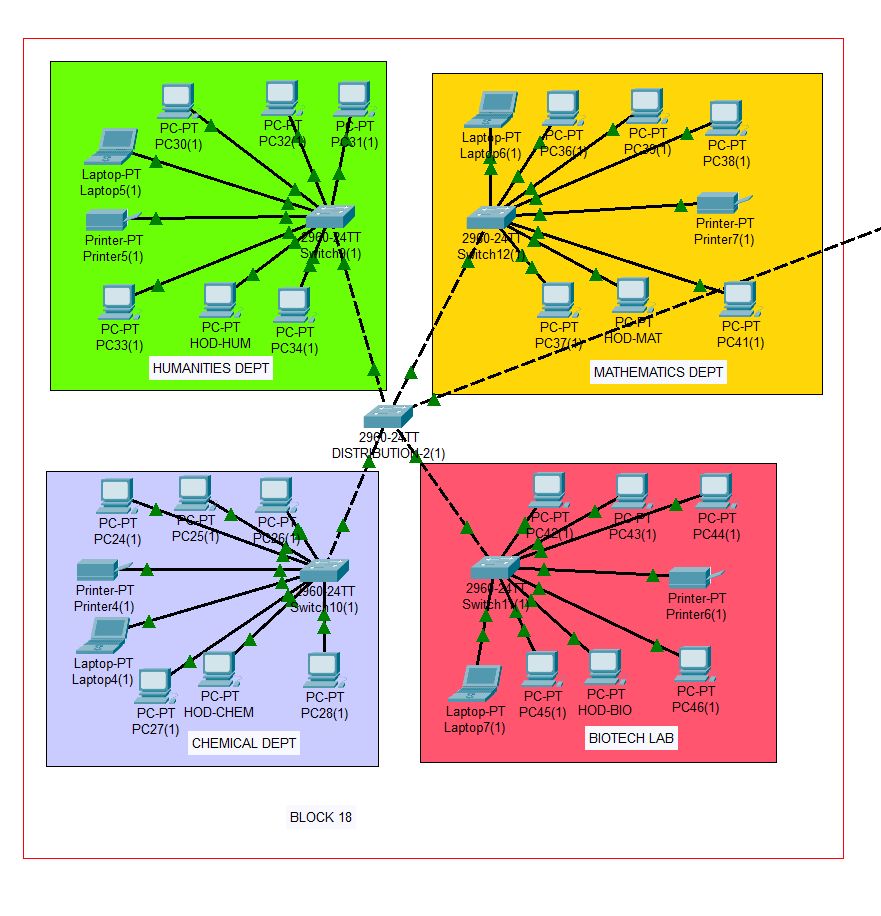 PC-PT
PC30(1)
PC-PT
PC32(1)
PC-PT
PC31(1)
Laptop-PT
Laptop5(1)
Printer-PT
Printer5(1)
2960-24TT
Switch9(1)
PC-PT
PC33(1)
PC-PT
HOD-HUM
PC-PT
PC34(1)
HUMANITIES DEPT
Laptop-PT
Laptop6(1)
PC-PT
PC36(1)
PC-PT
PC39(1)
PC-PT
PC38(1)
Printer-PT
Printer7(1)
2960-24TT
Switch12(1)
PC-PT
PC37(1)
PC-PT
HOD-MAT
PC-PT
PC41(1)
MATHEMATICS DEPT
2960-24TT
DISTRIBUTION-2(1)
PC-PT
PC24(1)
PC-PT
PC25(1)
PC-PT
PC26(1)
Printer-PT
Printer4(1)
2960-24TT
Switch10(1)
Laptop-PT
Laptop4(1)
PC-PT
PC27(1)
PC-PT
HOD-CHEM
PC-PT
PC28(1)
CHEMICAL DEPT
PC-PT
PC42(1)
PC-PT
PC43(1)
PC-PT
PC44(1)
2960-24TT
Switch11(1)
Printer-PT
Printer6(1)
Laptop-PT
Laptop7(1)
PC-PT
PC45(1)
PC-PT
HOD-BIO
PC-PT
PC46(1)
BIOTECH LAB
BLOCK 18